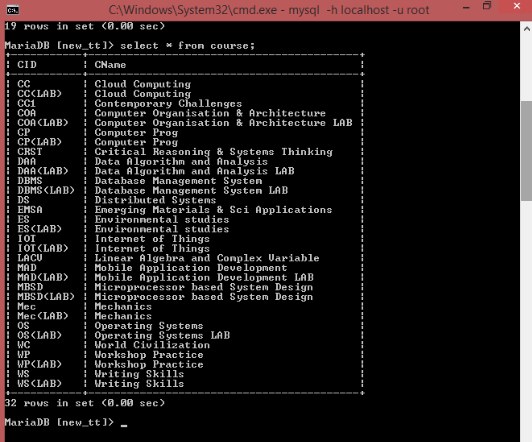 C:\Windows\System32\cmd.exe - mysql -h localhost -u root
19 rows in set (0.00 sec)
MariaDB [new_tt]> select * from course;
+-----------+--------------------------------------------+
| CID | CName |
+-----------+--------------------------------------------+
| CC | Cloud Computing |
| CC(LAB) | Cloud Computing |
| CC1 | Contemporary Challenges |
| COA | Computer Organisation & Architecture |
| COA(LAB) | Computer Organisation & Architecture LAB |
| CP | Computer Prog |
| CP(LAB) | Computer Prog |
| CRST | Critical Reasoning & Systems Thinking |
| DAA | Data Algorithm and Analysis |
| DAA(LAB) | Data Algorithm and Analysis LAB |
| DBMS | Database Management System |
| DBMS(LAB) | Database Management System LAB |
| DS | Distributed Systems |
| EMSA | Emerging Materials & Sci Applications |
| ES | Environmental studies |
| ES(LAB) | Environmental studies |
| IOT | Internet of Things |
| IOT(LAB) | Internet of Things |
| LACV | Linear Algebra and Complex Variable |
| MAD | Mobile Application Development |
| MAD(LAB) | Mobile Application Development LAB |
| MBSD | Microprocessor based System Design |
| MBSD(LAB) | Microprocessor based System Design |
| Mec | Mechanics |
| Mec(LAB) | Mechanics |
| OS | Operating Systems |
| OS(LAB) | Operating Systems LAB |
| WC | World Civilization |
| WP | Workshop Practice |
| WP(LAB) | Workshop Practice |
| WS | Writing Skills |
| WS(LAB) | Writing Skills |
+-----------+--------------------------------------------+
32 rows in set (0.00 sec)
MariaDB [new_tt]> _